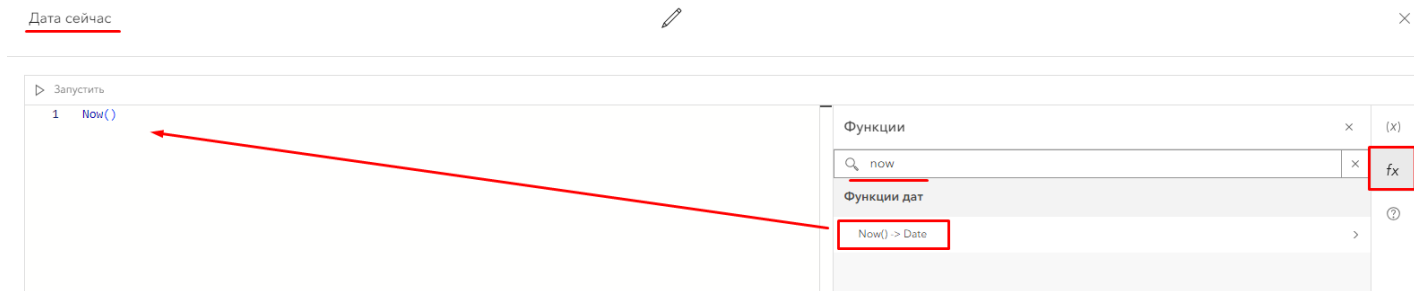 Дата сейчас
Запустить
1 Now()
Функции
(x)
now
fx
Функции дат
Now() -> Date